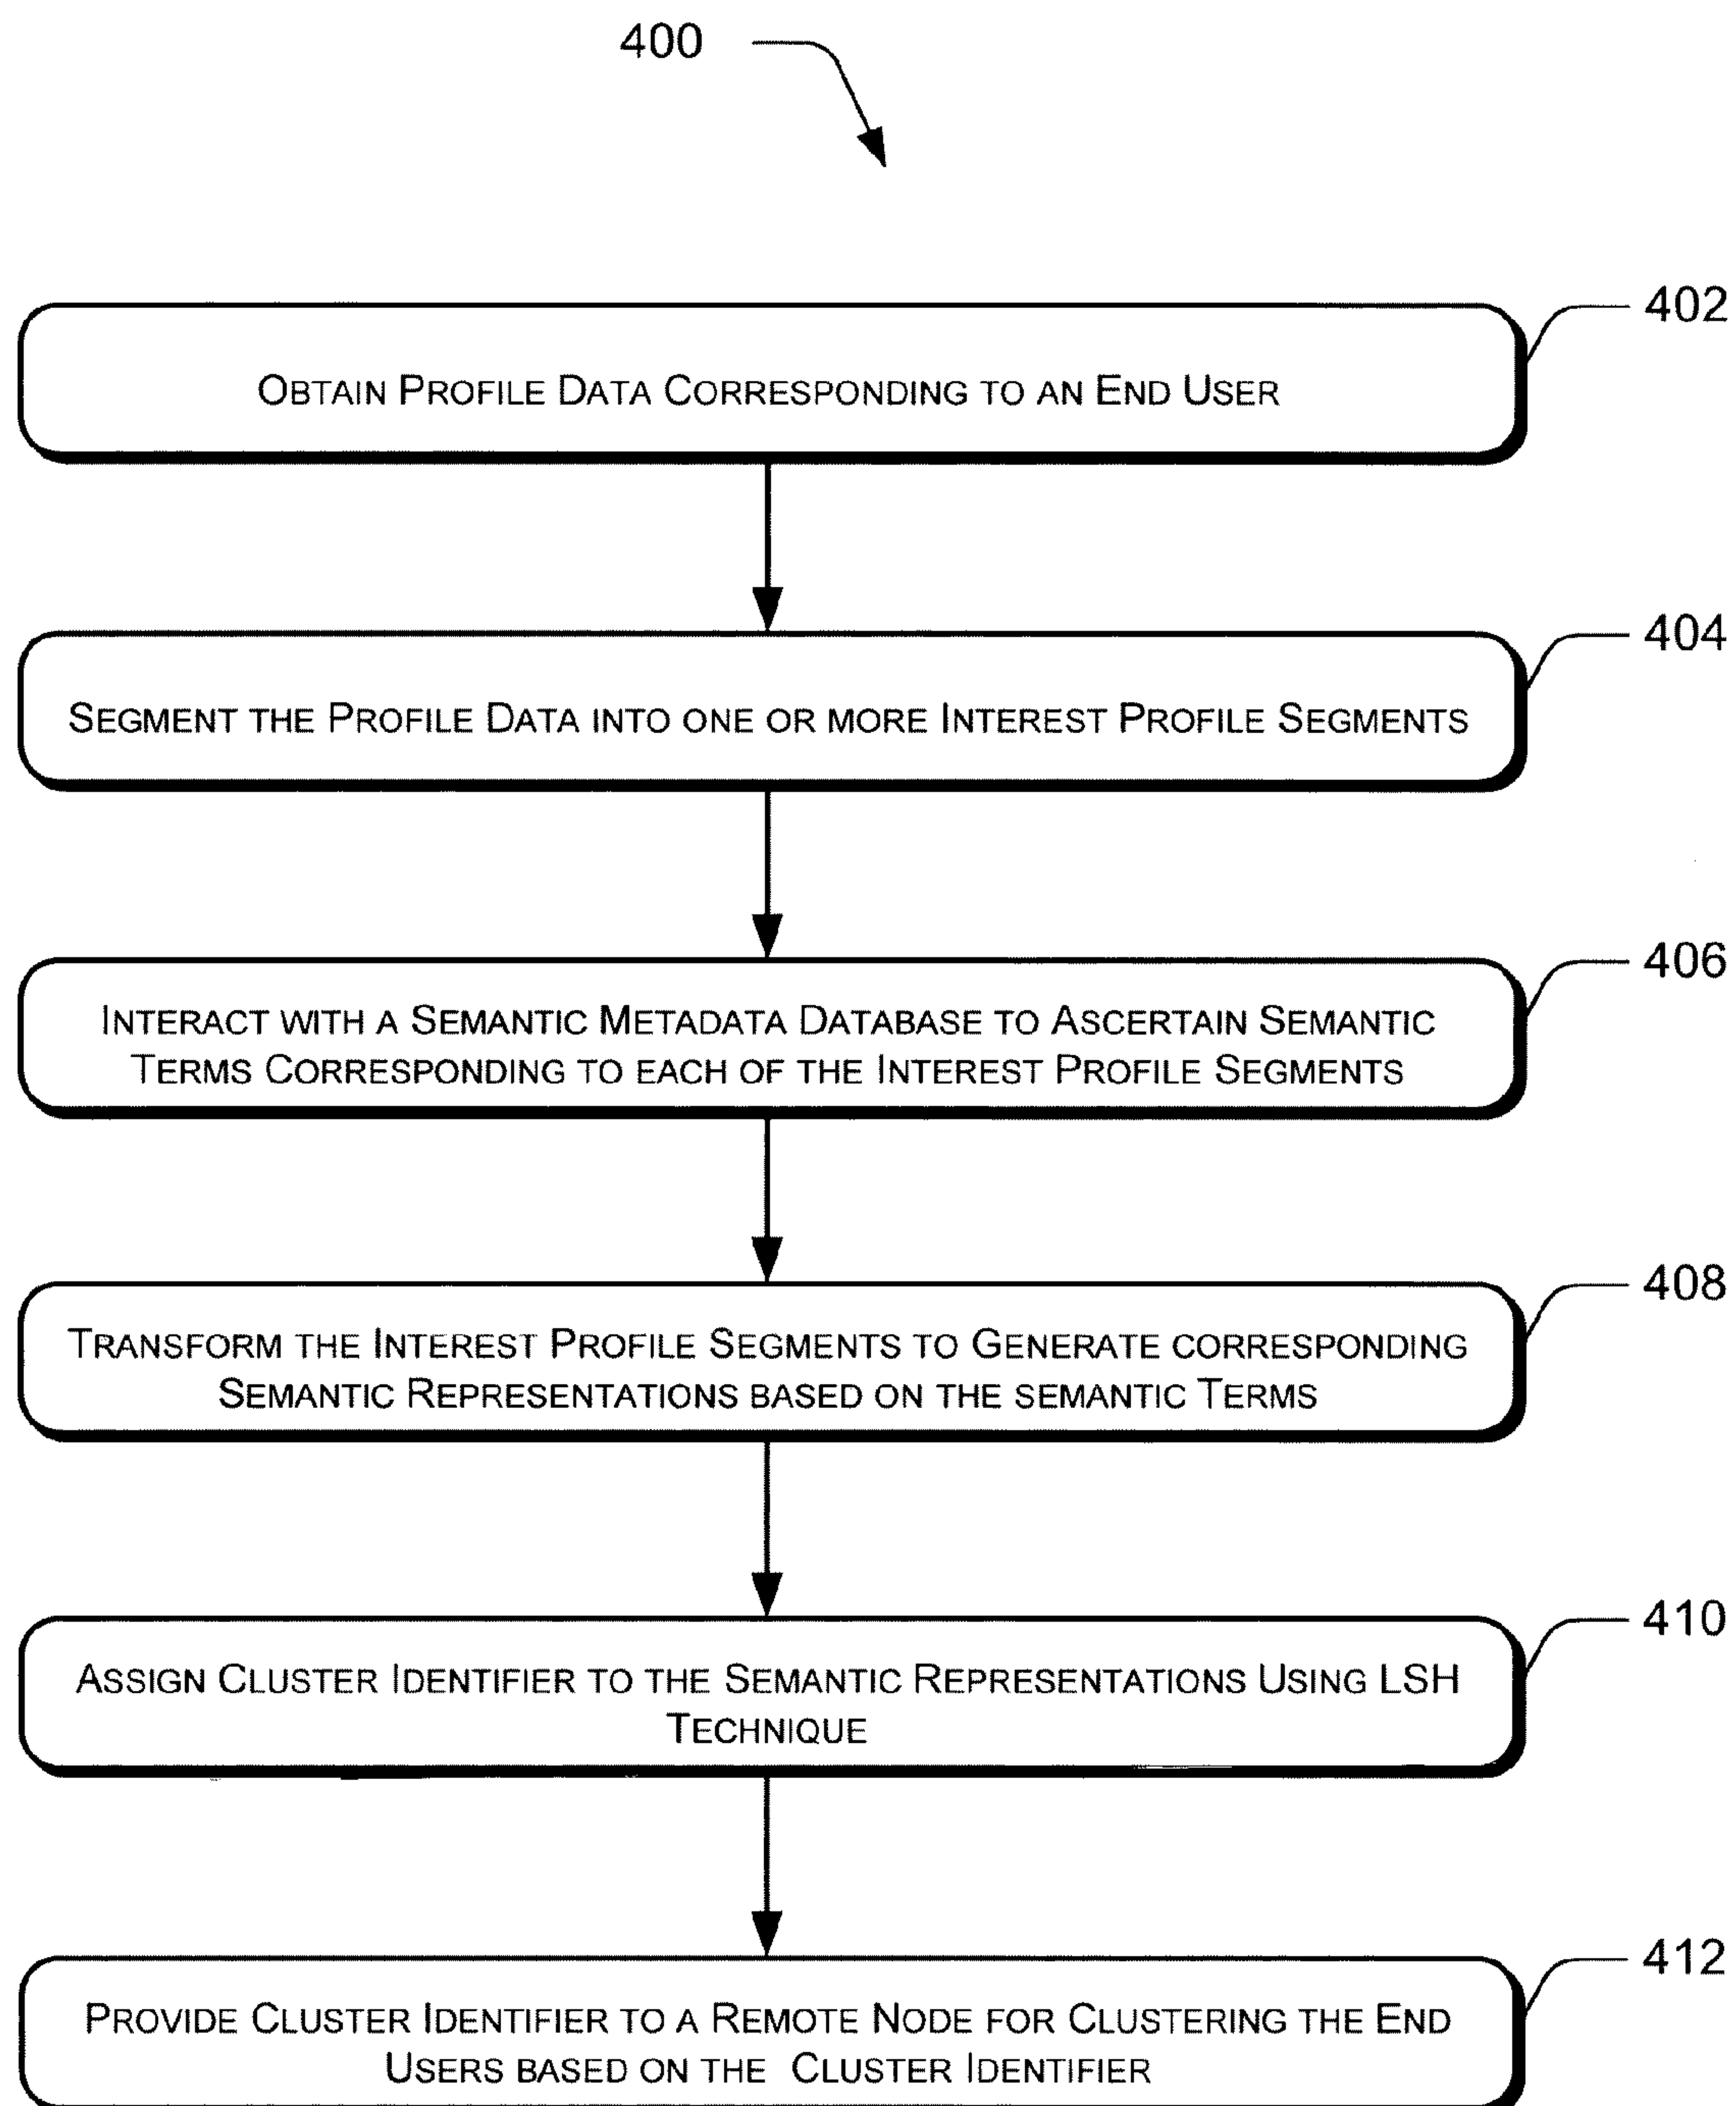 400
402
OBTAIN PROFILE DATA CORRESPONDING TO AN END USER
404
SEGMENT THE PROFILE DATA INTO ONE OR MORE INTEREST PROFILE SEGMENTS
406
INTERACT WITH A SEMANTIC METADATA DATABASE TO ASCERTAIN SEMANTIC
TERMS CORRESPONDING TO EACH OF THE INTEREST PROFILE SEGMENTS
408
TRANSFORM THE INTEREST PROFILE SEGMENTS TO GENERATE CORRESPONDING
SEMANTIC REPRESENTATIONS BASED ON THE SEMANTIC TERMS
410
ASSIGN CLUSTER IDENTIFIER TO THE SEMANTIC REPRESENTATIONS USING LSH
TECHNIQUE
412
PROVIDE CLUSTER IDENTIFIER TO A REMOTE NODE FOR CLUSTERING THE END
USERS BASED ON THE CLUSTER IDENTIFIER